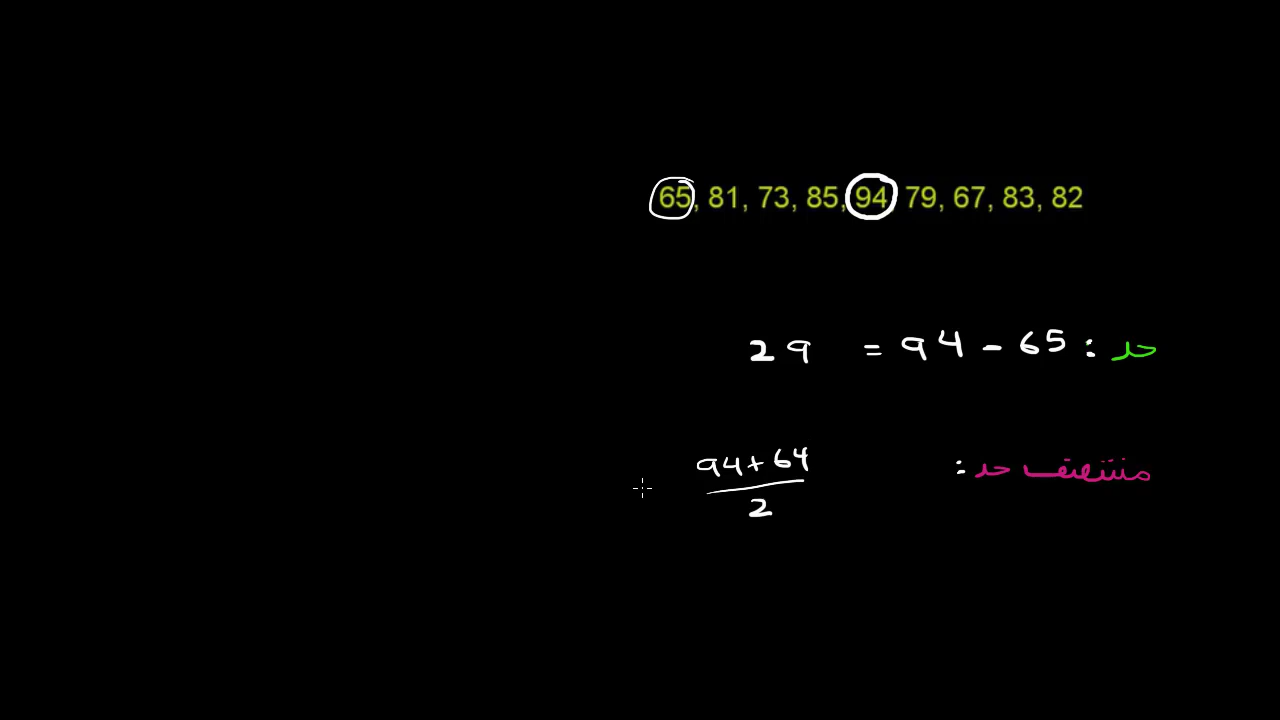 65, 81, 73, 85, 94, 79, 67, 83, 82
حد : 94 - 65 = 29
منتصف حد : 94+64 / 2